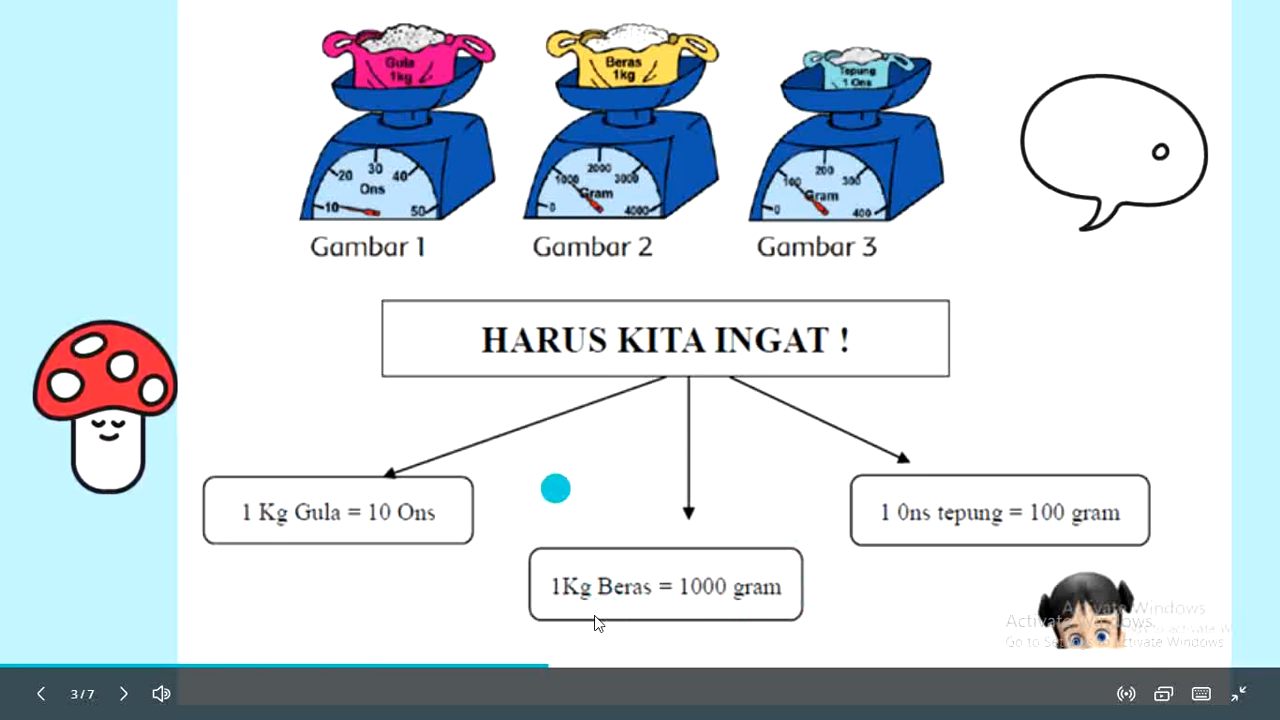 Gula
1kg
Beras
1kg
Tepung
1 Ons
10
20
30
40
50
Ons
0
1000
2000
3000
4000
Gram
0
100
200
300
400
Gram
Gambar 1
Gambar 2
Gambar 3
HARUS KITA INGAT !
1 Kg Gula = 10 Ons
1 0ns tepung = 100 gram
1Kg Beras = 1000 gram
Activate Windows
Activate Windows
Go to Settings to activate Windows
3 / 7